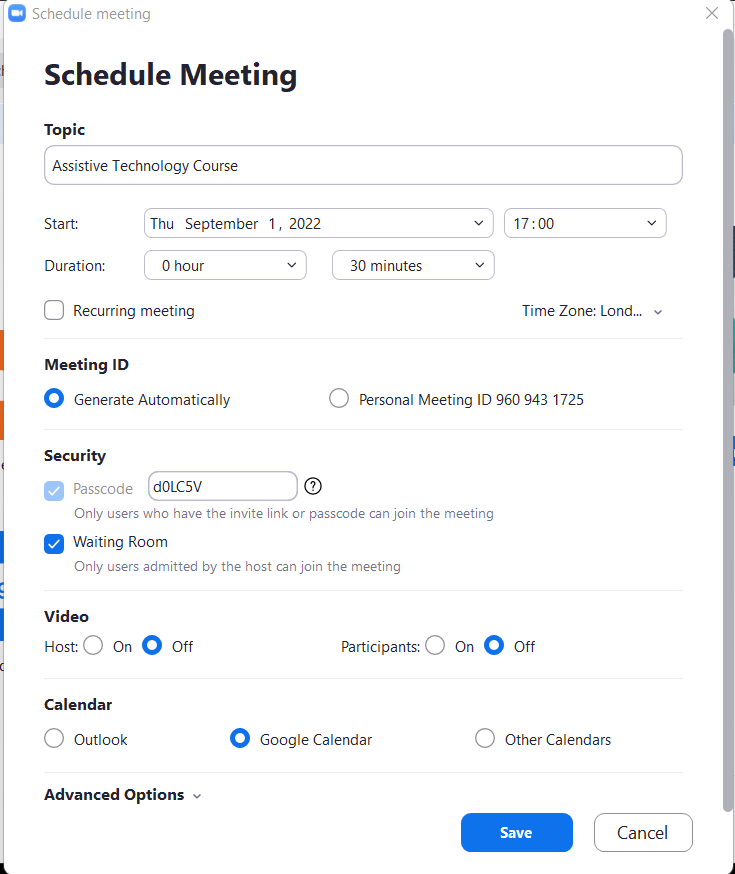 Schedule meeting
Schedule Meeting
Topic
Assistive Technology Course
Start: Thu September 1, 2022 17:00
Duration: 0 hour 30 minutes
Recurring meeting Time Zone: Lond...
Meeting ID
Generate Automatically Personal Meeting ID 960 943 1725
Security
Passcode d0LC5V ?
Only users who have the invite link or passcode can join the meeting
Waiting Room
Only users admitted by the host can join the meeting
Video
Host: On Off Participants: On Off
Calendar
Outlook Google Calendar Other Calendars
Advanced Options
Save Cancel